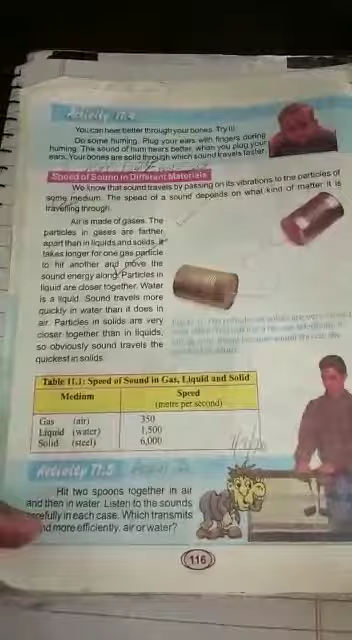 Activity 11.4
You can hear better through your bones. Try it!
Do some huming. Plug your ears with fingers during
huming. The sound of hum hears better, when you plug your
ears. Your bones are solid through which sound travels faster.
Speed of Sound in Different Materials
We know that sound travels by passing on its vibrations to the particles of
some medium. The speed of a sound depends on what kind of matter it is
travelling through.
Air is made of gases. The
particles in gases are farther
apart than in liquids and solids. It
takes longer for one gas particle
to hit another and move the
sound energy along. Particles in
liquid are closer together. Water
is a liquid. Sound travels more
quickly in water than it does in
air. Particles in solids are very
closer together than in liquids,
so obviously sound travels the
quickest in solids.
Table 11.1: Speed of Sound in Gas, Liquid and Solid
Medium Speed
(metre per second)
Gas (air) 350
Liquid (water) 1,500
Solid (steel) 6,000
Activity 11.5
Hit two spoons together in air
and then in water. Listen to the sounds
carefully in each case. Which transmits
nd more efficiently, air or water?
116